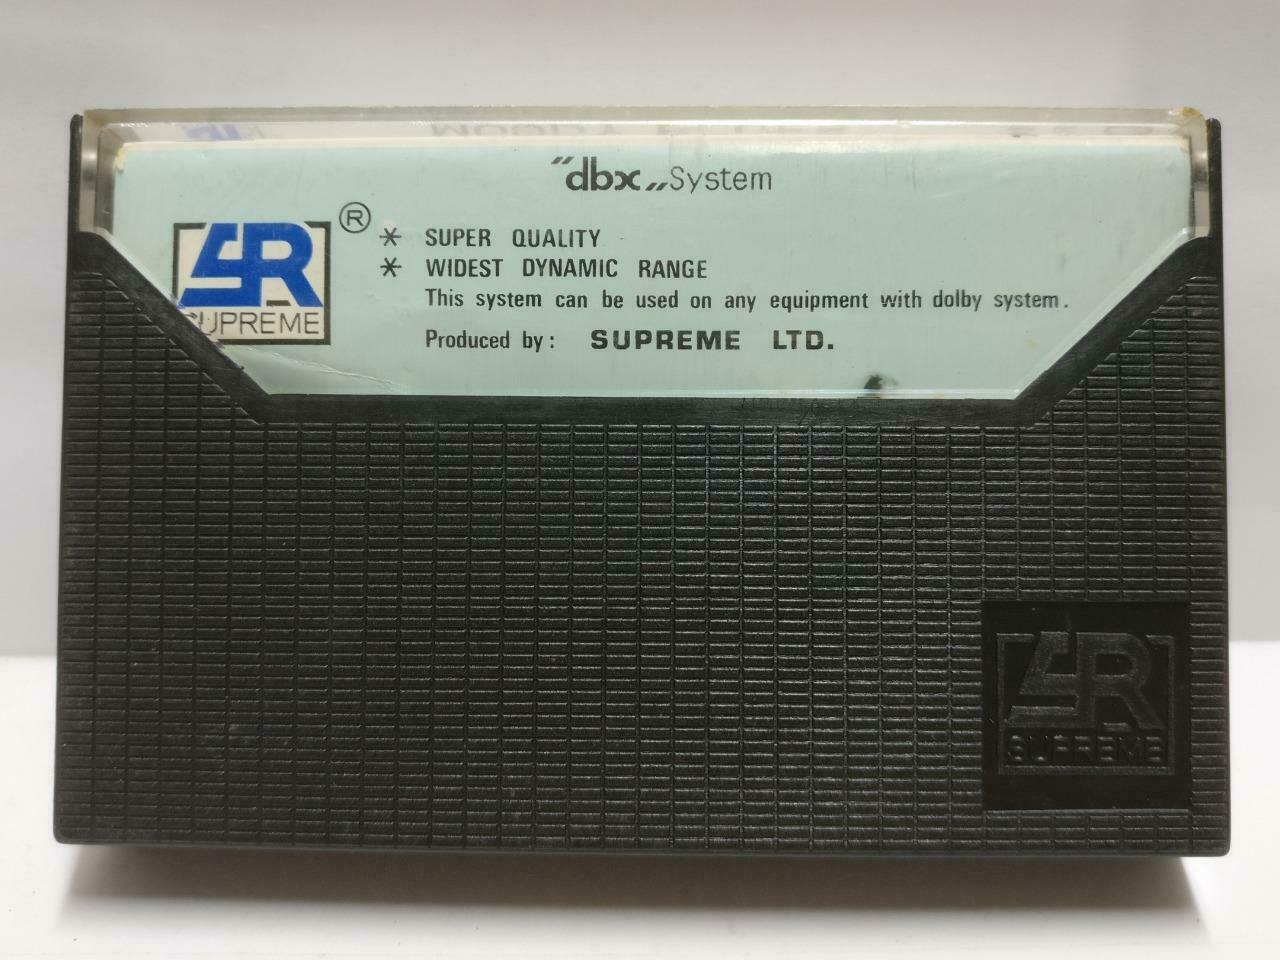 "dbx" System
SR
SUPREME
®
* SUPER QUALITY
* WIDEST DYNAMIC RANGE
This system can be used on any equipment with dolby system.
Produced by: SUPREME LTD.
SR
SUPREME